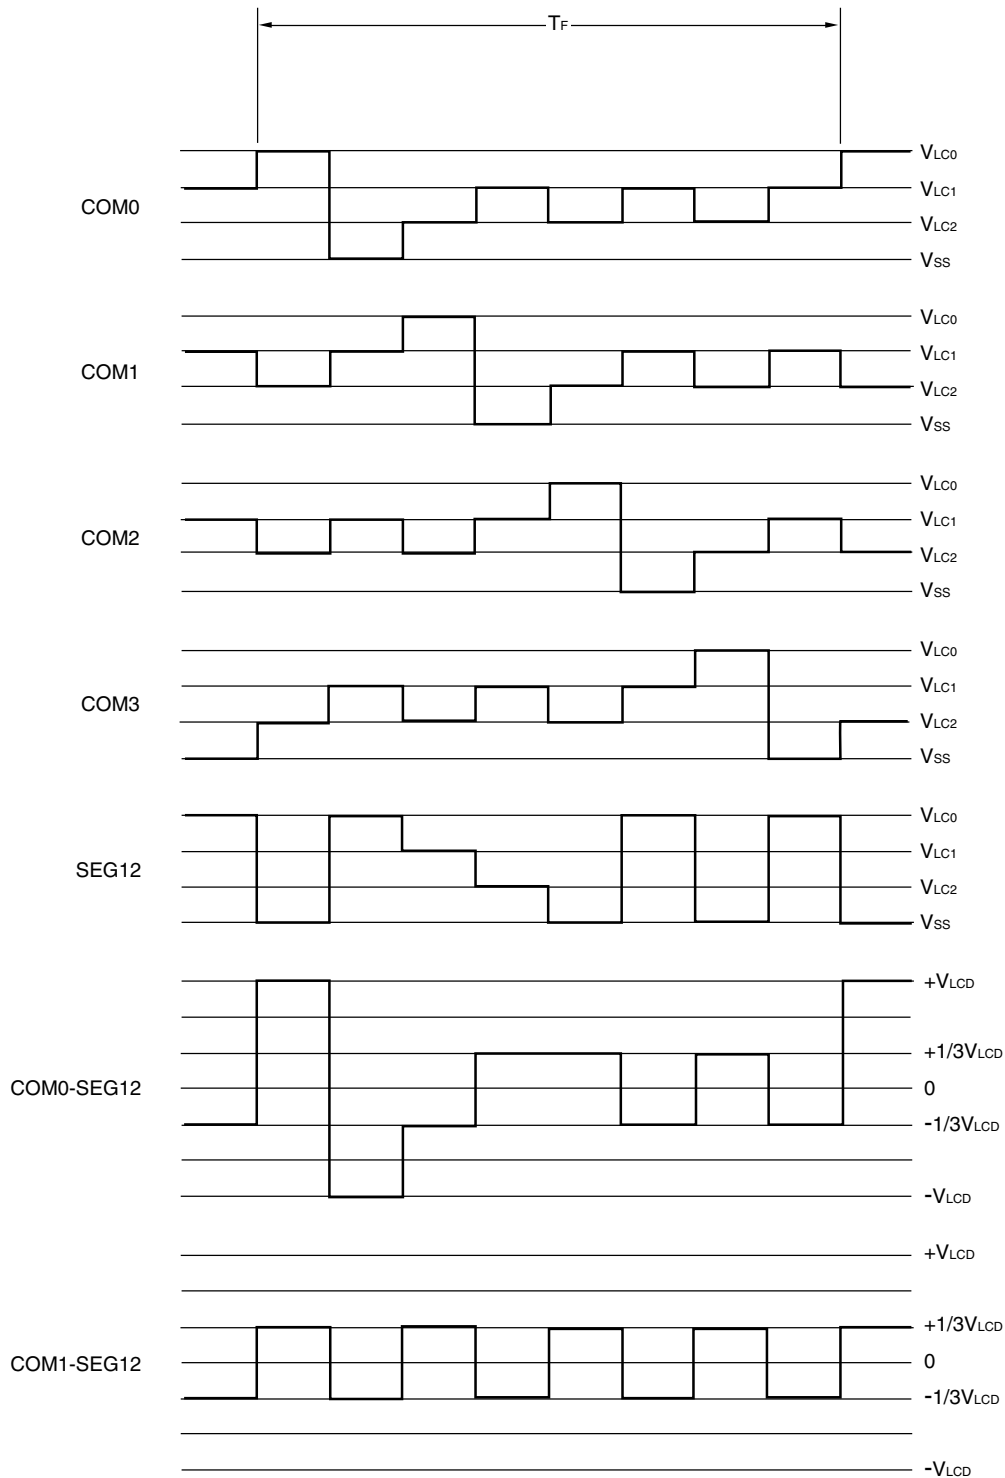 TF
COM0
VLC0
VLC1
VLC2
VSS
COM1
VLC0
VLC1
VLC2
VSS
COM2
VLC0
VLC1
VLC2
VSS
COM3
VLC0
VLC1
VLC2
VSS
SEG12
VLC0
VLC1
VLC2
VSS
COM0-SEG12
+VLCD
+1/3VLCD
0
-1/3VLCD
-VLCD
COM1-SEG12
+VLCD
+1/3VLCD
0
-1/3VLCD
-VLCD